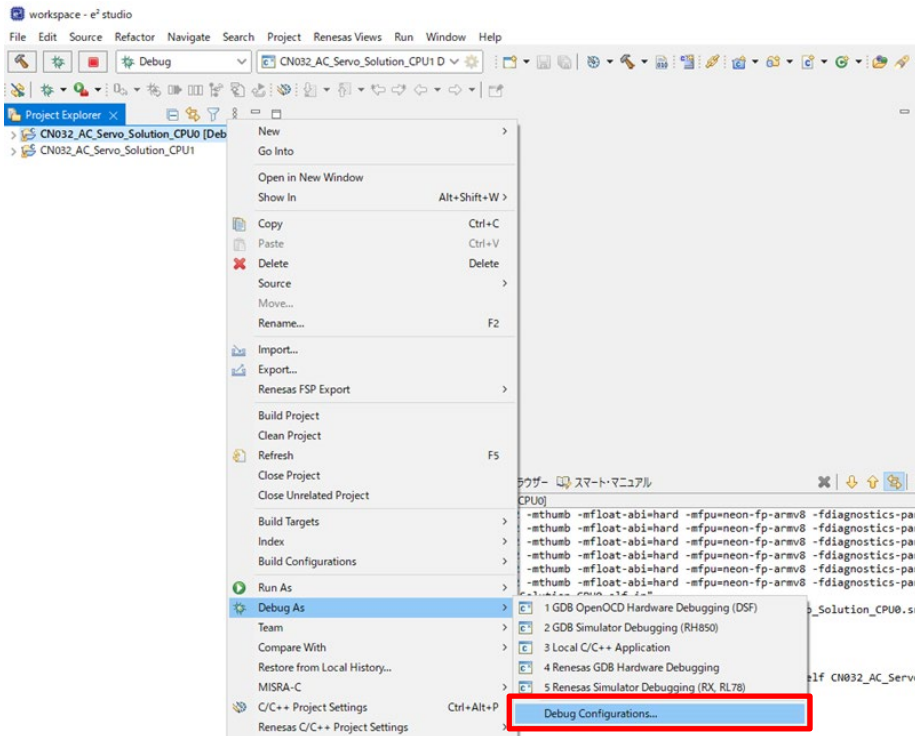 workspace - e² studio
File Edit Source Refactor Navigate Search Project Renesas Views Run Window Help
Debug
CN032_AC_Servo_Solution_CPU1 D
Project Explorer
CN032_AC_Servo_Solution_CPU0 [Deb
CN032_AC_Servo_Solution_CPU1
New
Go Into
Open in New Window
Show In Alt+Shift+W
Copy Ctrl+C
Paste Ctrl+V
Delete Delete
Source
Move...
Rename... F2
Import...
Export...
Renesas FSP Export
Build Project
Clean Project
Refresh F5
Close Project
Close Unrelated Project
Build Targets
Index
Build Configurations
Run As
Debug As
Team
Compare With
Restore from Local History...
MISRA-C
C/C++ Project Settings Ctrl+Alt+P
Renesas C/C++ Project Settings
1 GDB OpenOCD Hardware Debugging (DSF)
2 GDB Simulator Debugging (RH850)
3 Local C/C++ Application
4 Renesas GDB Hardware Debugging
5 Renesas Simulator Debugging (RX, RL78)
Debug Configurations...
ラウザー スマート・マニュアル
CPU0]
-mthumb -mfloat-abi=hard -mfpu=neon-fp-armv8 -fdiagnostics-par
-mthumb -mfloat-abi=hard -mfpu=neon-fp-armv8 -fdiagnostics-par
-mthumb -mfloat-abi=hard -mfpu=neon-fp-armv8 -fdiagnostics-par
-mthumb -mfloat-abi=hard -mfpu=neon-fp-armv8 -fdiagnostics-par
-mthumb -mfloat-abi=hard -mfpu=neon-fp-armv8 -fdiagnostics-par
-mthumb -mfloat-abi=hard -mfpu=neon-fp-armv8 -fdiagnostics-par
_Solution_CPU0.s
elf CN032_AC_Serv